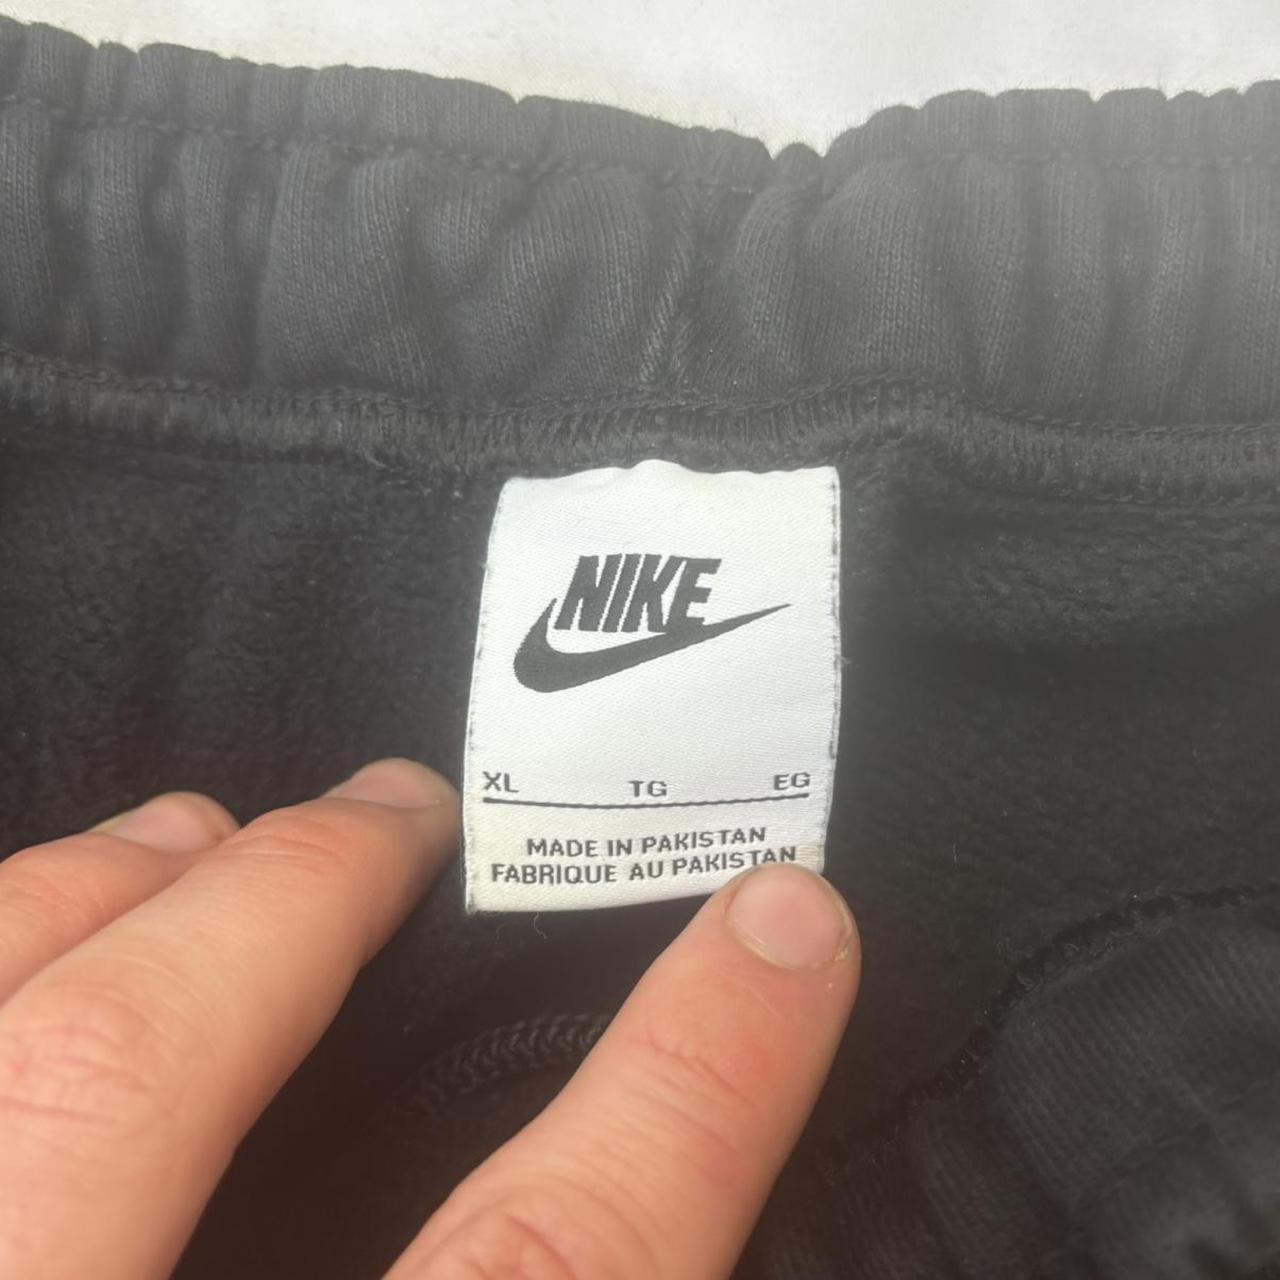 NIKE
XL TG EG
MADE IN PAKISTAN
FABRIQUE AU PAKISTAN